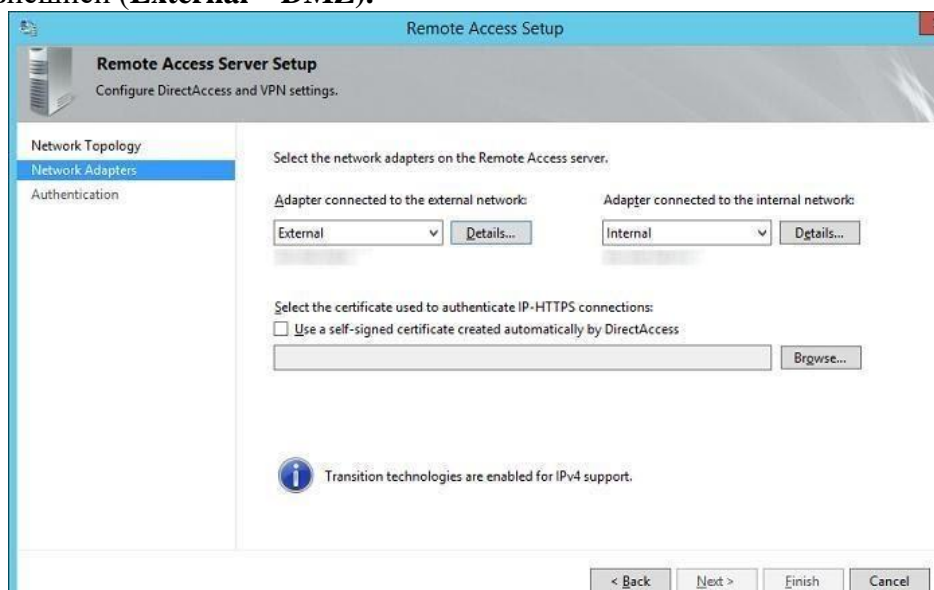 (External – DMZ).
Remote Access Setup
Remote Access Server Setup
Configure DirectAccess and VPN settings.
Network Topology
Network Adapters
Authentication
Select the network adapters on the Remote Access server.
Adapter connected to the external network:
Adapter connected to the internal network:
External
Details...
Internal
Details...
Select the certificate used to authenticate IP-HTTPS connections:
Use a self-signed certificate created automatically by DirectAccess
Browse...
Transition technologies are enabled for IPv4 support.
< Back
Next >
Finish
Cancel